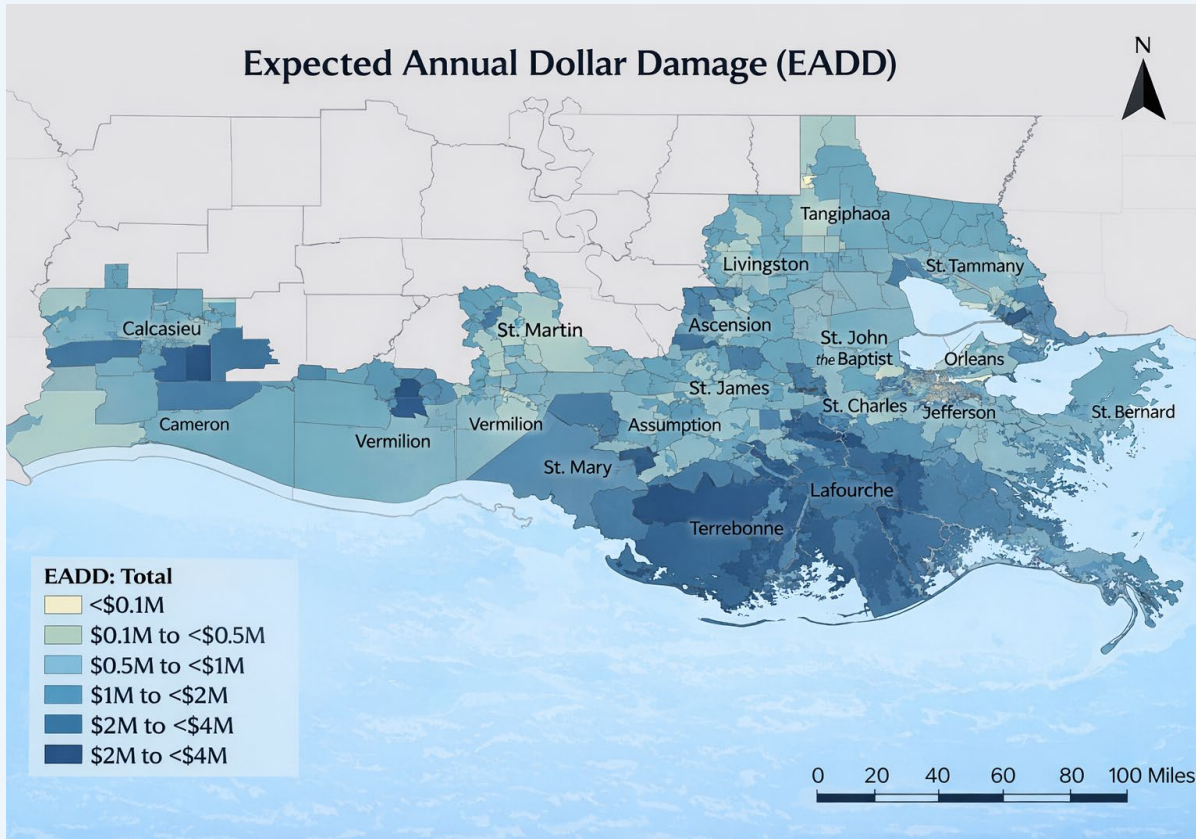 Expected Annual Dollar Damage (EADD)
N
Tangiphaoa
Livingston
St. Tammany
Calcasieu
St. Martin
Ascension
St. John
the Baptist
Orleans
St. James
St. Charles
Jefferson
St. Bernard
Cameron
Vermilion
Vermilion
Assumption
St. Mary
Lafourche
Terrebonne
EADD: Total
<$0.1M
$0.1M to <$0.5M
$0.5M to <$1M
$1M to <$2M
$2M to <$4M
$2M to <$4M
0 20 40 60 80 100 Miles